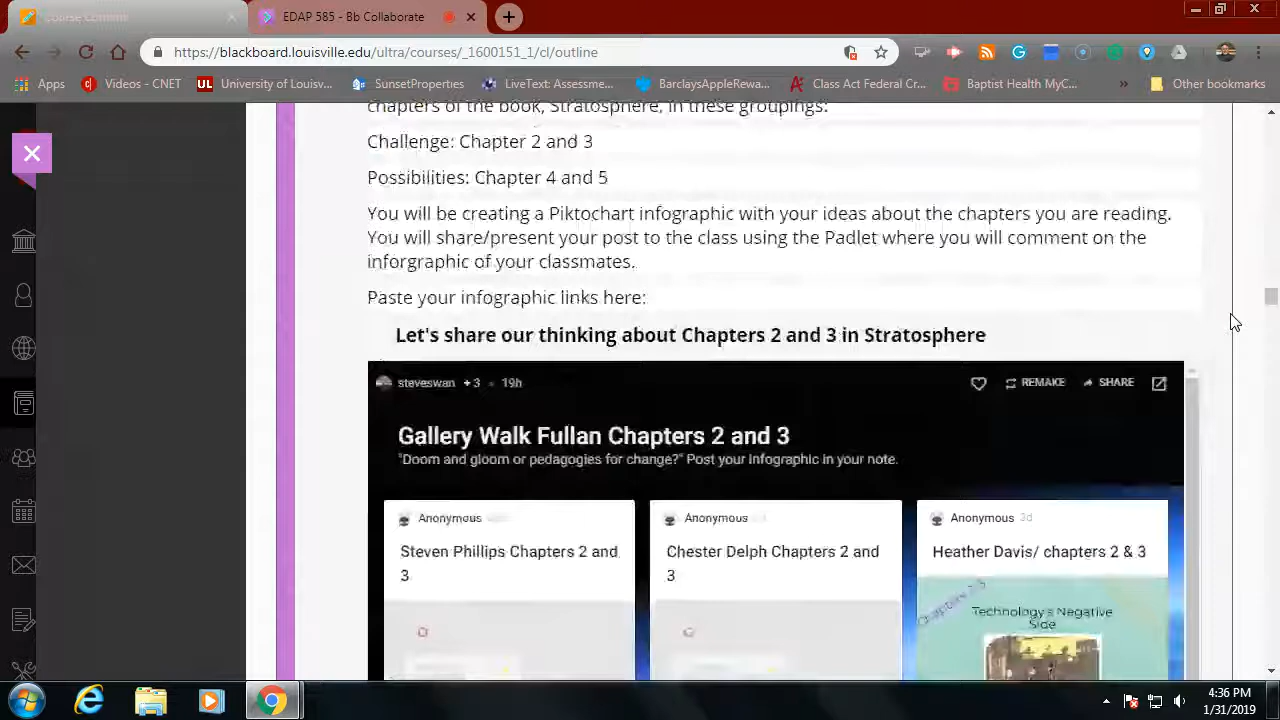 Course Content
EDAP 585 - Bb Collaborate
https://blackboard.louisville.edu/ultra/courses/_1600151_1/cl/outline
Apps
Videos - CNET
University of Louisv...
SunsetProperties
LiveText: Assessme...
BarclaysAppleRewa...
Class Act Federal Cr...
Baptist Health MyC...
Other bookmarks
chapters of the book, Stratosphere, in these groupings:
Challenge: Chapter 2 and 3
Possibilities: Chapter 4 and 5
You will be creating a Piktochart infographic with your ideas about the chapters you are reading.
You will share/present your post to the class using the Padlet where you will comment on the
inforgraphic of your classmates.
Paste your infographic links here:
Let's share our thinking about Chapters 2 and 3 in Stratosphere
steveswan +3 19h
REMAKE
SHARE
Gallery Walk Fullan Chapters 2 and 3
"Doom and gloom or pedagogies for change?" Post your infographic in your note.
Anonymous
Steven Phillips Chapters 2 and
3
Anonymous
Chester Delph Chapters 2 and
3
Anonymous 3d
Heather Davis/ chapters 2 & 3
Technology's Negative
Side
4:36 PM
1/31/2019